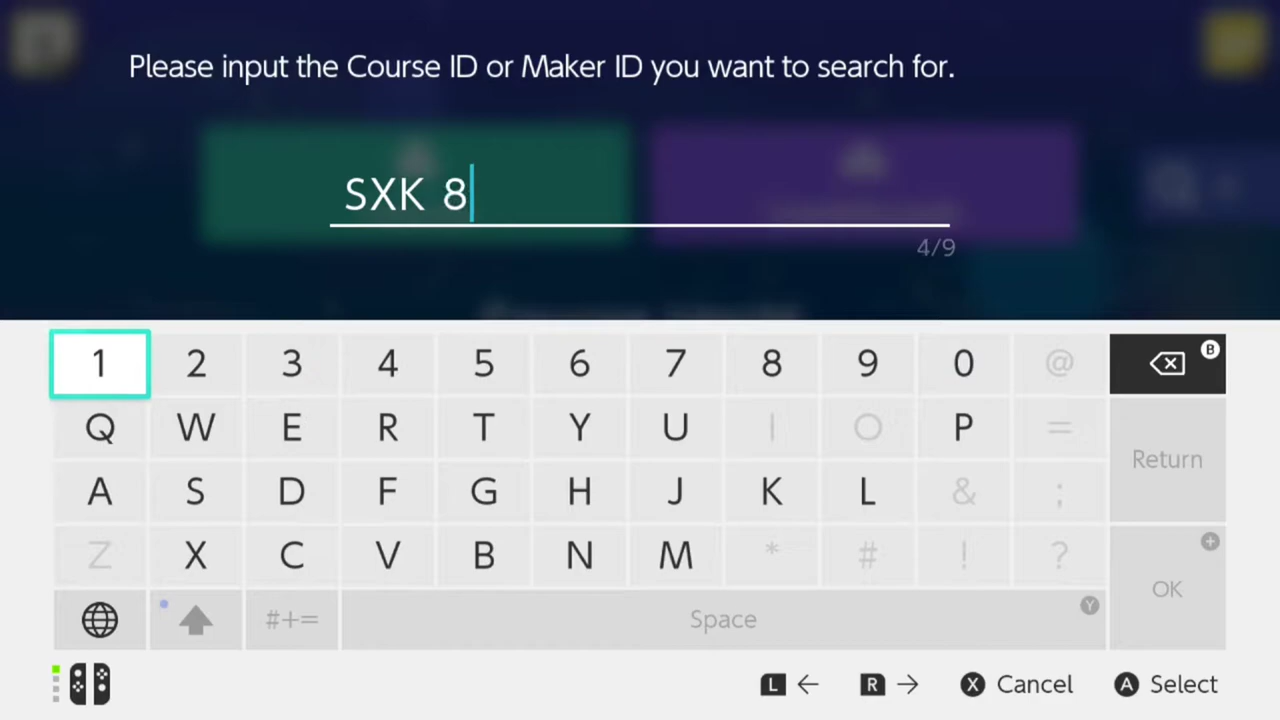 Please input the Course ID or Maker ID you want to search for.
SXK 8
4/9
1 2 3 4 5 6 7 8 9 0 @ B
Q W E R T Y U I O P =
Return
A S D F G H J K L & ;
Z X C V B N M * # ! ? +
OK
#+= Space Y
L ← R → X Cancel A Select